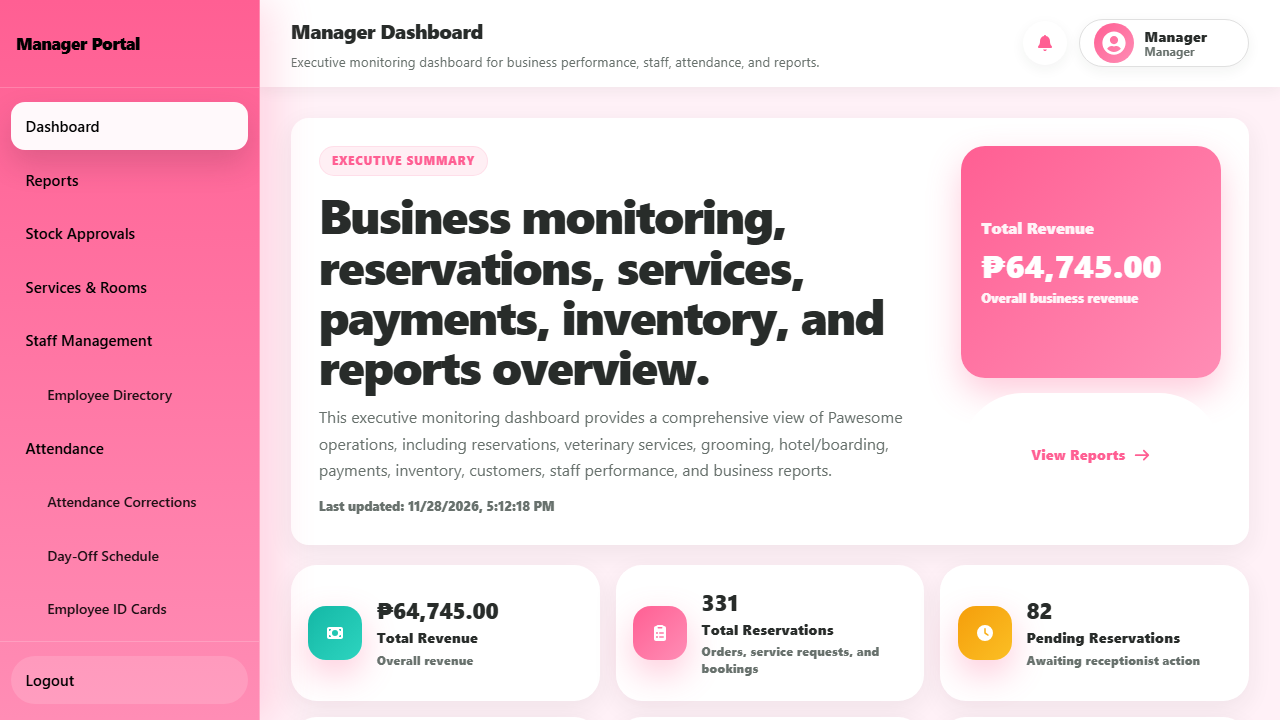 Manager Portal
Dashboard
Reports
Stock Approvals
Services & Rooms
Staff Management
Employee Directory
Attendance
Attendance Corrections
Day-Off Schedule
Employee ID Cards
Logout
Manager Dashboard
Executive monitoring dashboard for business performance, staff, attendance, and reports.
Manager
Manager
EXECUTIVE SUMMARY
Business monitoring,
reservations, services,
payments, inventory, and
reports overview.
This executive monitoring dashboard provides a comprehensive view of Pawesome
operations, including reservations, veterinary services, grooming, hotel/boarding,
payments, inventory, customers, staff performance, and business reports.
Last updated: 11/28/2026, 5:12:18 PM
Total Revenue
₱64,745.00
Overall business revenue
View Reports →
₱64,745.00
Total Revenue
Overall revenue
331
Total Reservations
Orders, service requests, and
bookings
82
Pending Reservations
Awaiting receptionist action